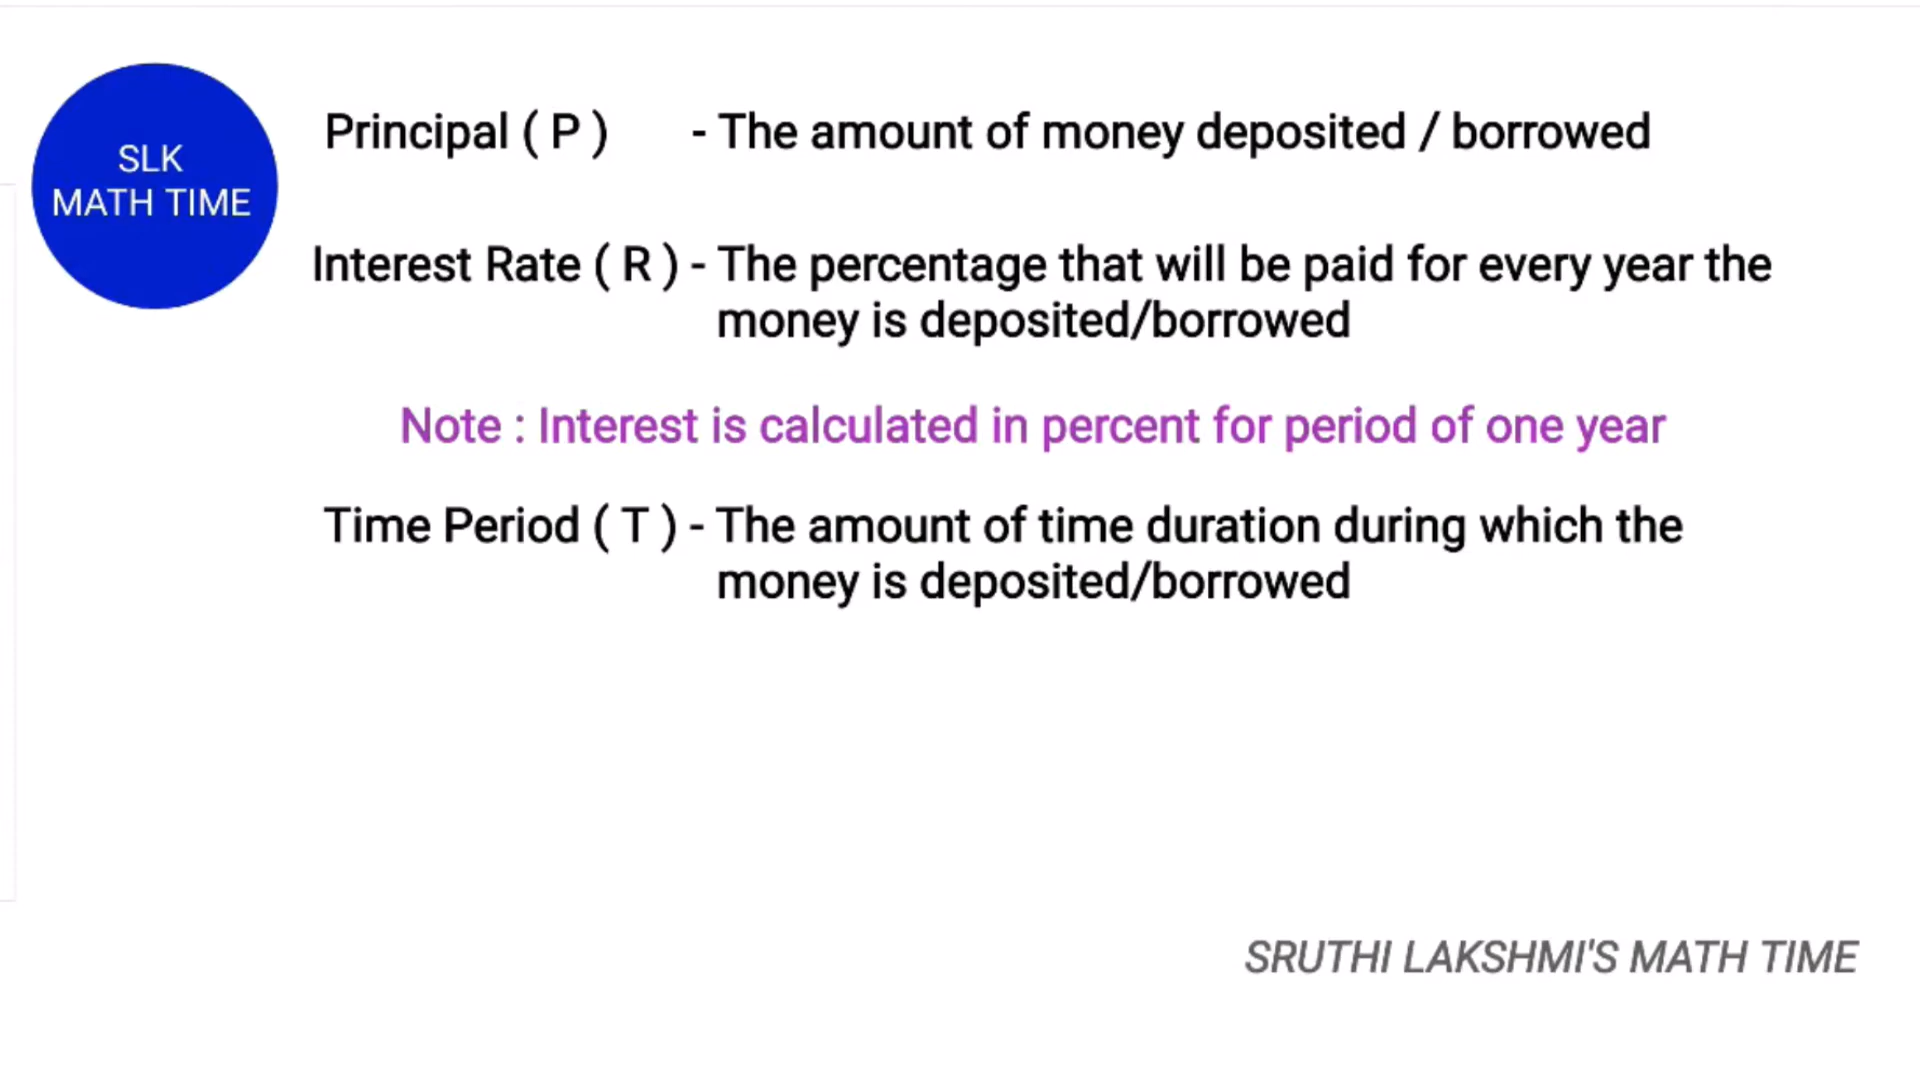 SLK
MATH TIME
Principal ( P ) - The amount of money deposited / borrowed
Interest Rate ( R ) - The percentage that will be paid for every year the
money is deposited/borrowed
Note : Interest is calculated in percent for period of one year
Time Period ( T ) - The amount of time duration during which the
money is deposited/borrowed
SRUTHI LAKSHMI'S MATH TIME